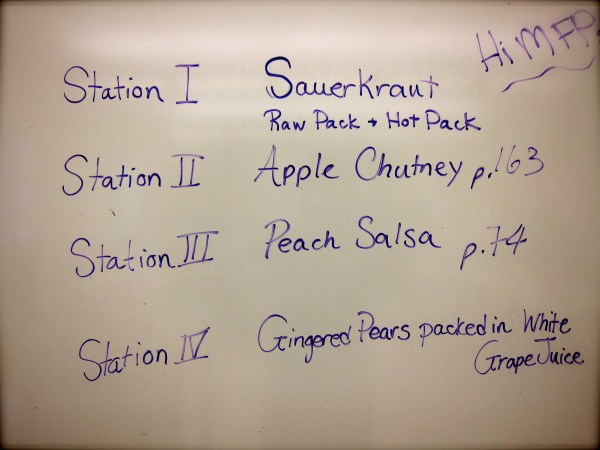 Hi MFP
Station I Sauerkraut
Raw Pack + Hot Pack
Station II Apple Chutney p.163
Station III Peach Salsa p.74
Station IV Gingered Pears packed in White
Grape Juice